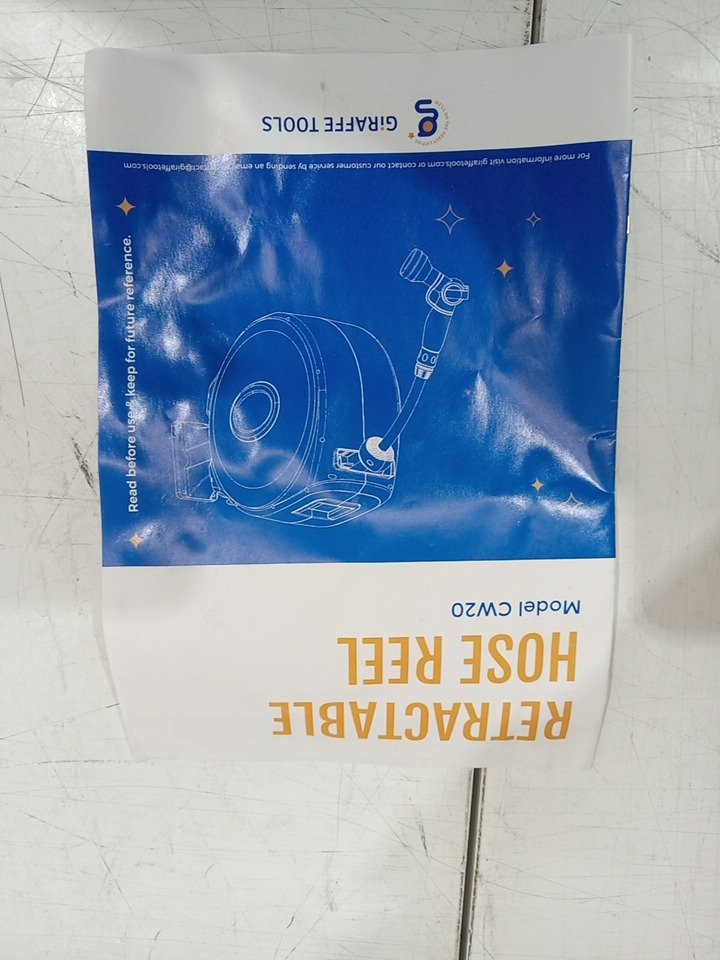 RETRACTABLE
HOSE REEL
Model CW20
Read before use & keep for future reference.
For more information visit giraffetools.com or contact our customer service by sending an email contact@giraffetools.com
GiRAFFE TOOLS